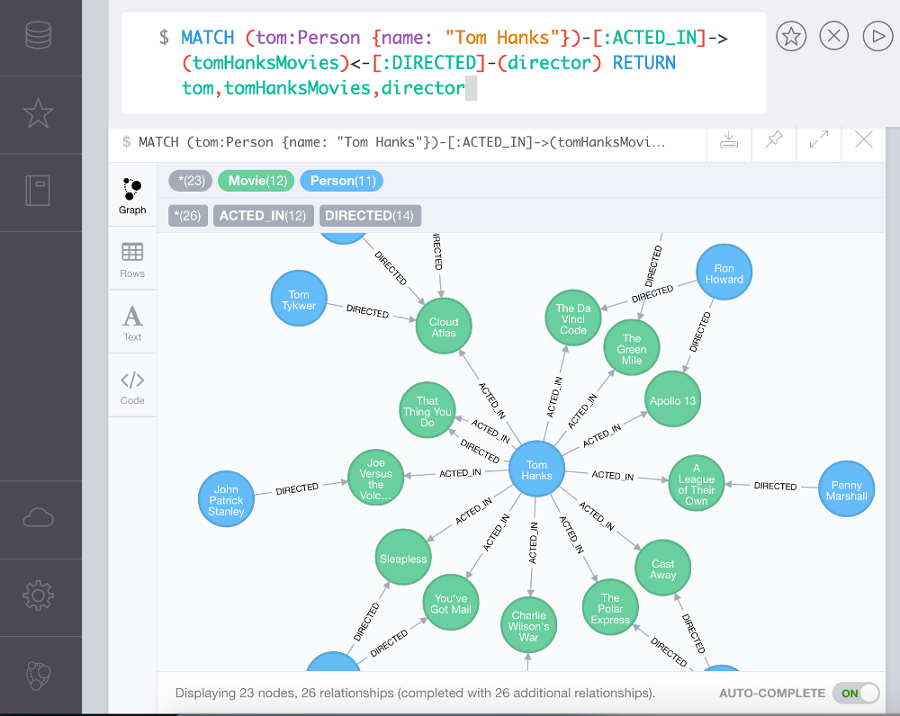 $ MATCH (tom:Person {name: "Tom Hanks"})-[:ACTED_IN]->
(tomHanksMovies)<-[:DIRECTED]-(director) RETURN
tom,tomHanksMovies,director
$ MATCH (tom:Person {name: "Tom Hanks"})-[:ACTED_IN]->(tomHanksMovi...
*(23) Movie(12) Person(11)
*(26) ACTED_IN(12) DIRECTED(14)
Graph
Rows
A
Text
</>
Code
DIRECTED
DIRECTED
DIRECTED
Ron
Howard
DIRECTED
Tom
Tykwer
DIRECTED
Cloud
Atlas
The Da
Vinci
Code
The
Green
Mile
DIRECTED
Apollo 13
That
Thing You
Do
ACTED_IN
ACTED_IN
ACTED_IN
ACTED_IN
ACTED_IN
DIRECTED
Joe
Versus
the
Volc...
ACTED_IN
Tom
Hanks
ACTED_IN
A
League
of Their
Own
DIRECTED
Penny
Marshall
John
Patrick
Stanley
DIRECTED
ACTED_IN
ACTED_IN
ACTED_IN
ACTED_IN
ACTED_IN
Sleepless
You've
Got Mail
Charlie
Wilson's
War
The
Polar
Express
Cast
Away
DIRECTED
DIRECTED
DIRECTED
DIRECTED
Displaying 23 nodes, 26 relationships (completed with 26 additional relationships).
AUTO-COMPLETE ON